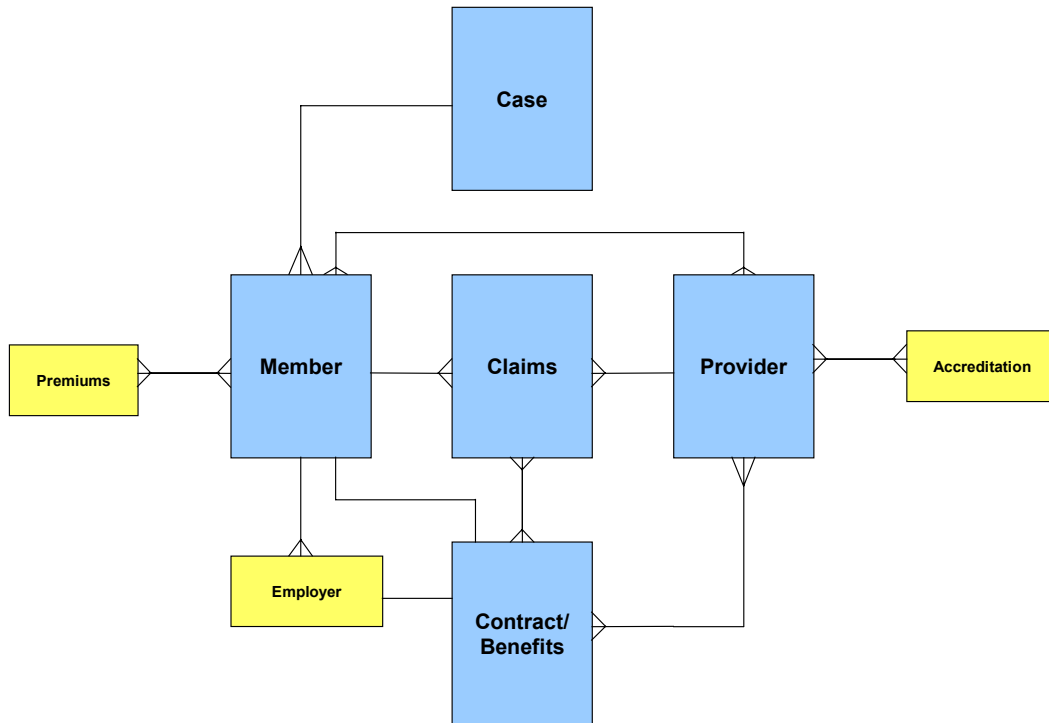 Case
Member
Claims
Provider
Premiums
Accreditation
Employer
Contract/
Benefits